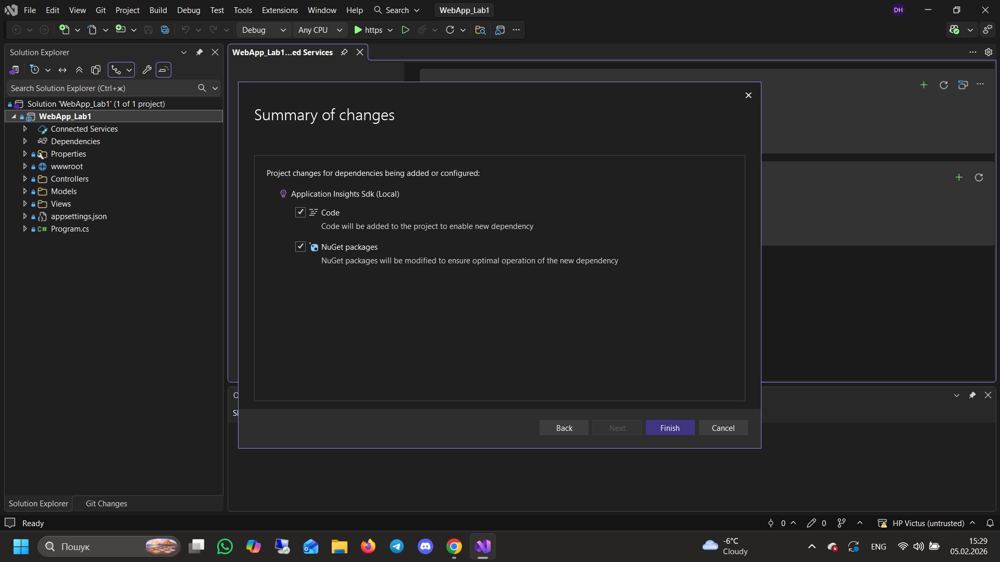 File Edit View Git Project Build Debug Test Tools Extensions Window Help Search WebApp_Lab1 DH
Debug Any CPU https
Solution Explorer
WebApp_Lab1...ed Services
Search Solution Explorer (Ctrl+ж)
Solution 'WebApp_Lab1' (1 of 1 project)
WebApp_Lab1
Connected Services
Dependencies
Properties
wwwroot
Controllers
Models
Views
appsettings.json
C# Program.cs
Summary of changes
Project changes for dependencies being added or configured:
Application Insights Sdk (Local)
Code
Code will be added to the project to enable new dependency
NuGet packages
NuGet packages will be modified to ensure optimal operation of the new dependency
Back Next Finish Cancel
Solution Explorer Git Changes
Ready
0 0 HP Victus (untrusted)
Пошук
-6°C
Cloudy
ENG
15:29
05.02.2026